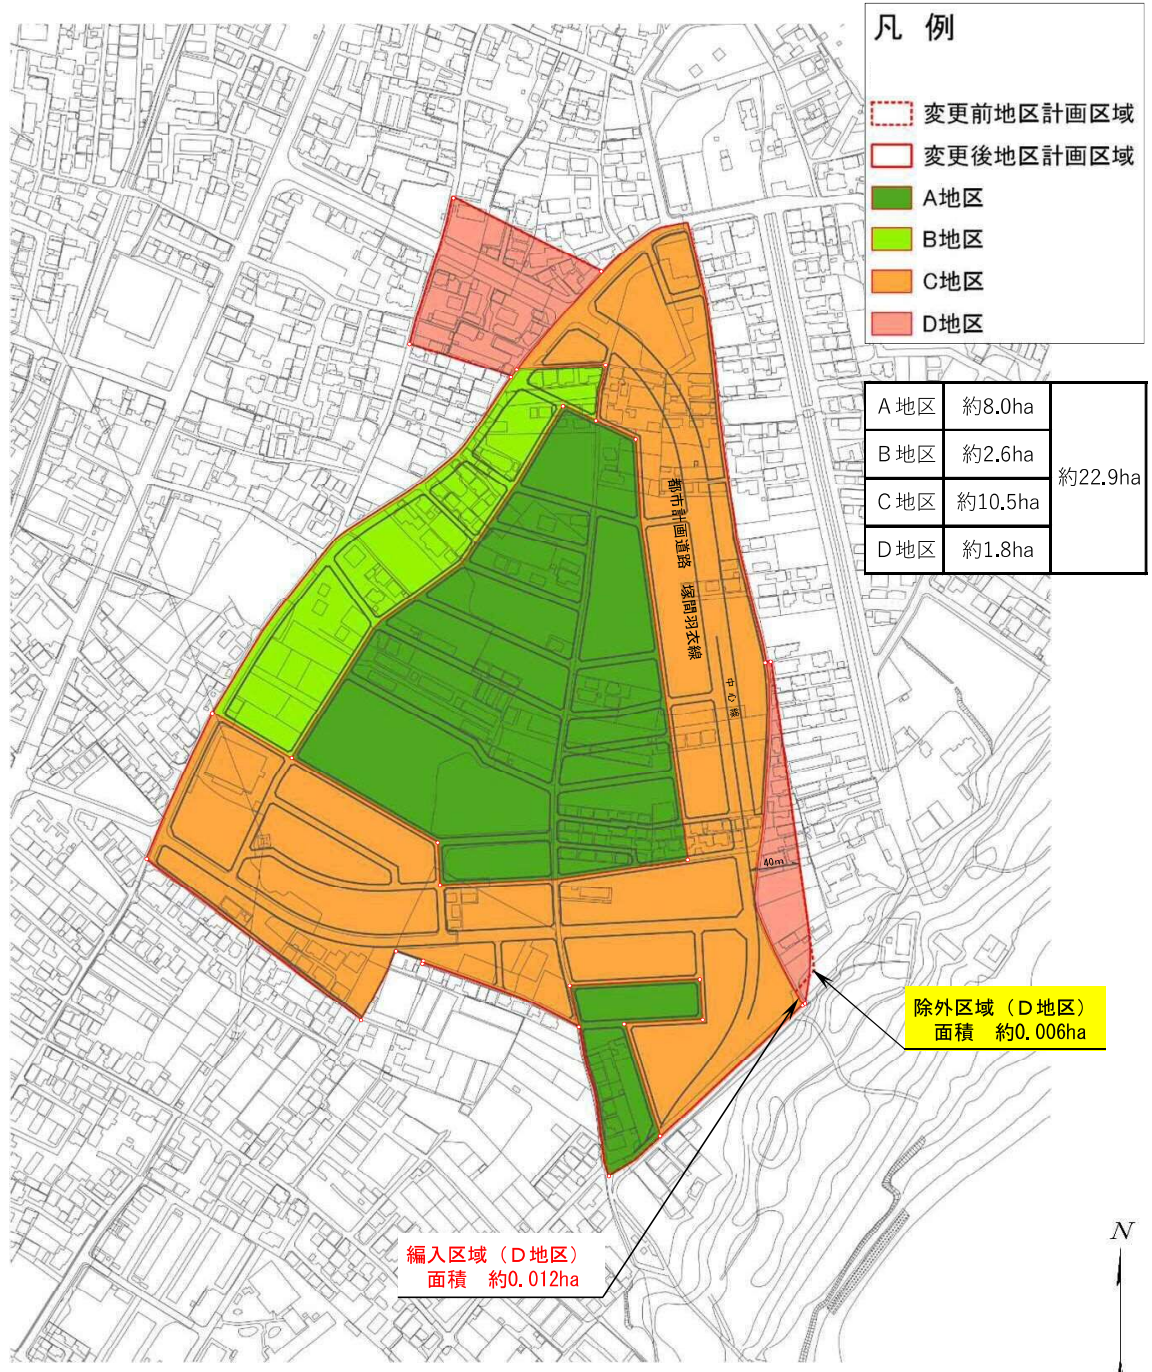 凡 例
変更前地区計画区域
変更後地区計画区域
A地区
B地区
C地区
D地区
A地区 約8.0ha
B地区 約2.6ha
C地区 約10.5ha
D地区 約1.8ha
約22.9ha
都市計画道路 塚間羽衣線
中心線
40m
除外区域（D地区）
面積 約0.006ha
編入区域（D地区）
面積 約0.012ha
N